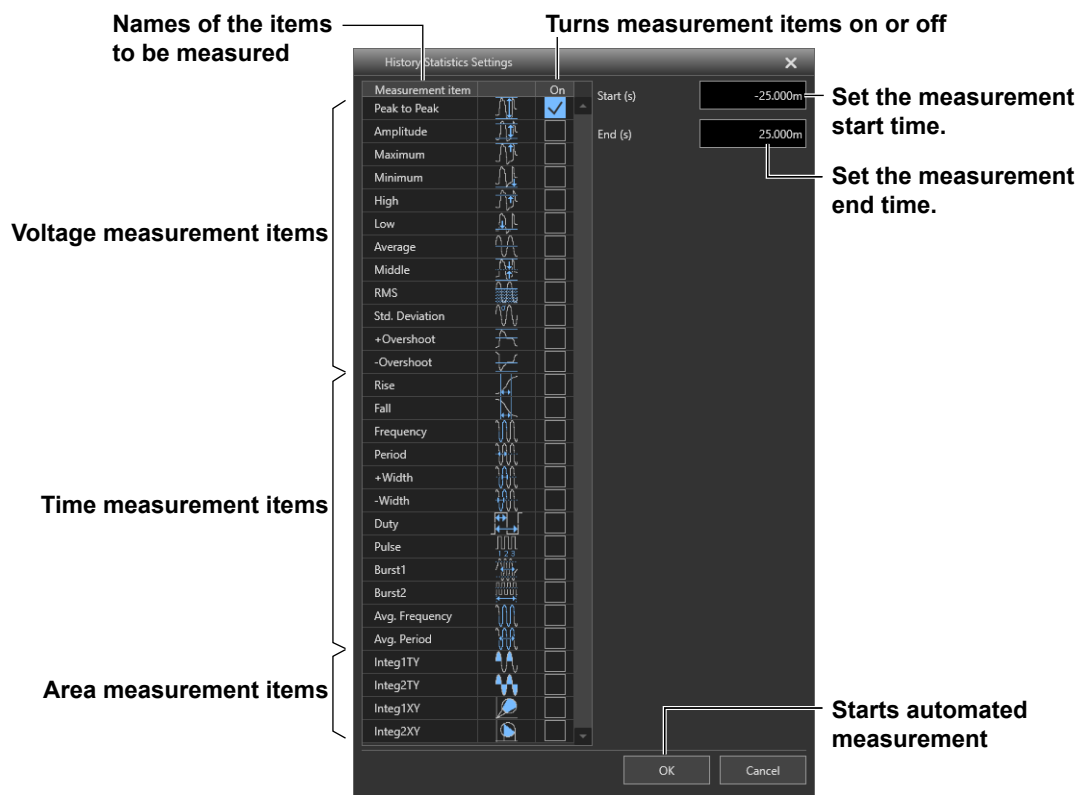 Names of the items
to be measured
Turns measurement items on or off
History Statistics Settings
Measurement item
On
Peak to Peak
Amplitude
Maximum
Minimum
High
Low
Average
Middle
RMS
Std. Deviation
+Overshoot
-Overshoot
Rise
Fall
Frequency
Period
+Width
-Width
Duty
Pulse
1 2 3
Burst1
Burst2
Avg. Frequency
Avg. Period
Integ1TY
Integ2TY
Integ1XY
Integ2XY
Start (s)
-25.000m
End (s)
25.000m
Set the measurement
start time.
Set the measurement
end time.
Voltage measurement items
Time measurement items
Area measurement items
Starts automated
measurement
OK
Cancel